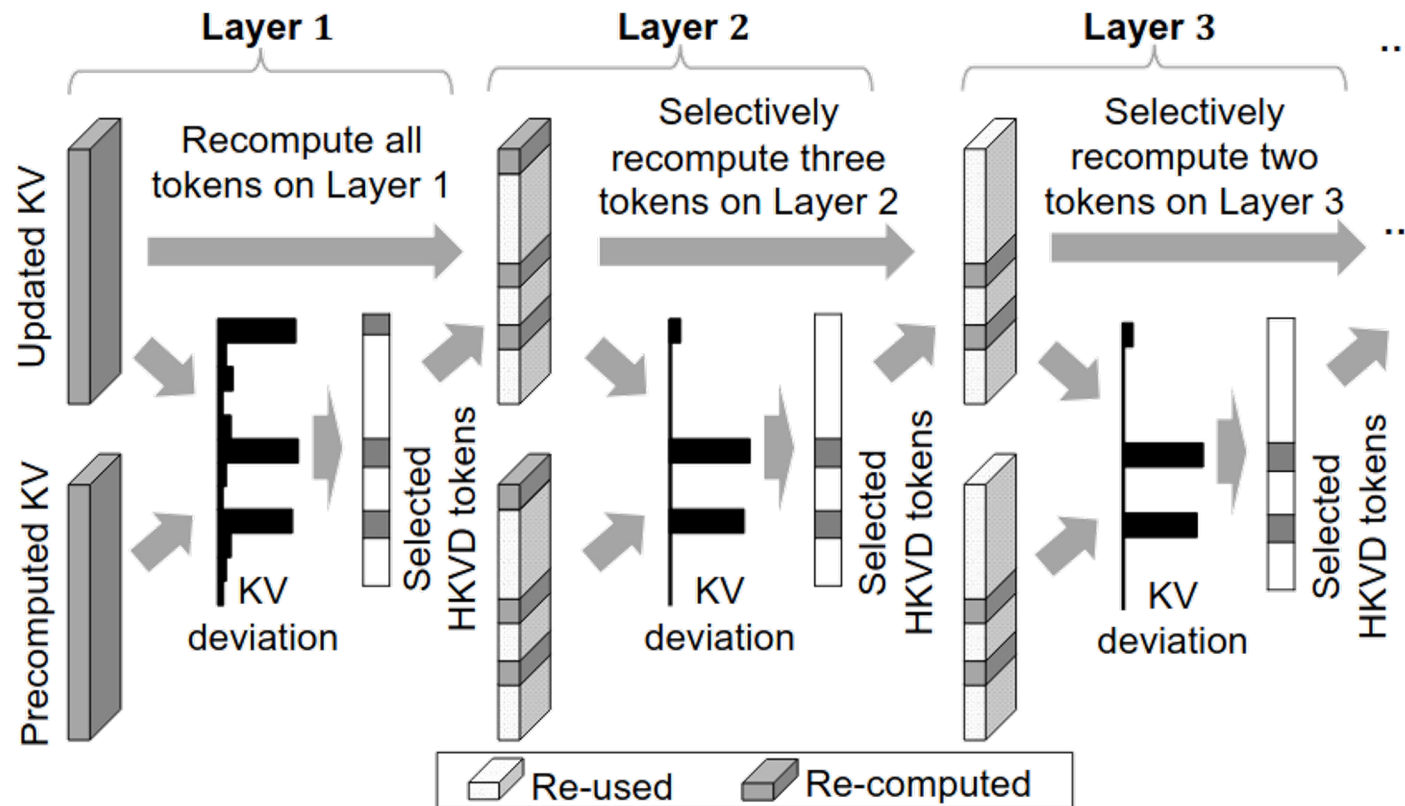 Layer 1
Layer 2
Layer 3
..
Recompute all
tokens on Layer 1
Selectively
recompute three
tokens on Layer 2
Selectively
recompute two
tokens on Layer 3
..
Updated KV
Precomputed KV
KV
deviation
Selected
HKVD tokens
KV
deviation
Selected
HKVD tokens
KV
deviation
Selected
HKVD tokens
Re-used
Re-computed